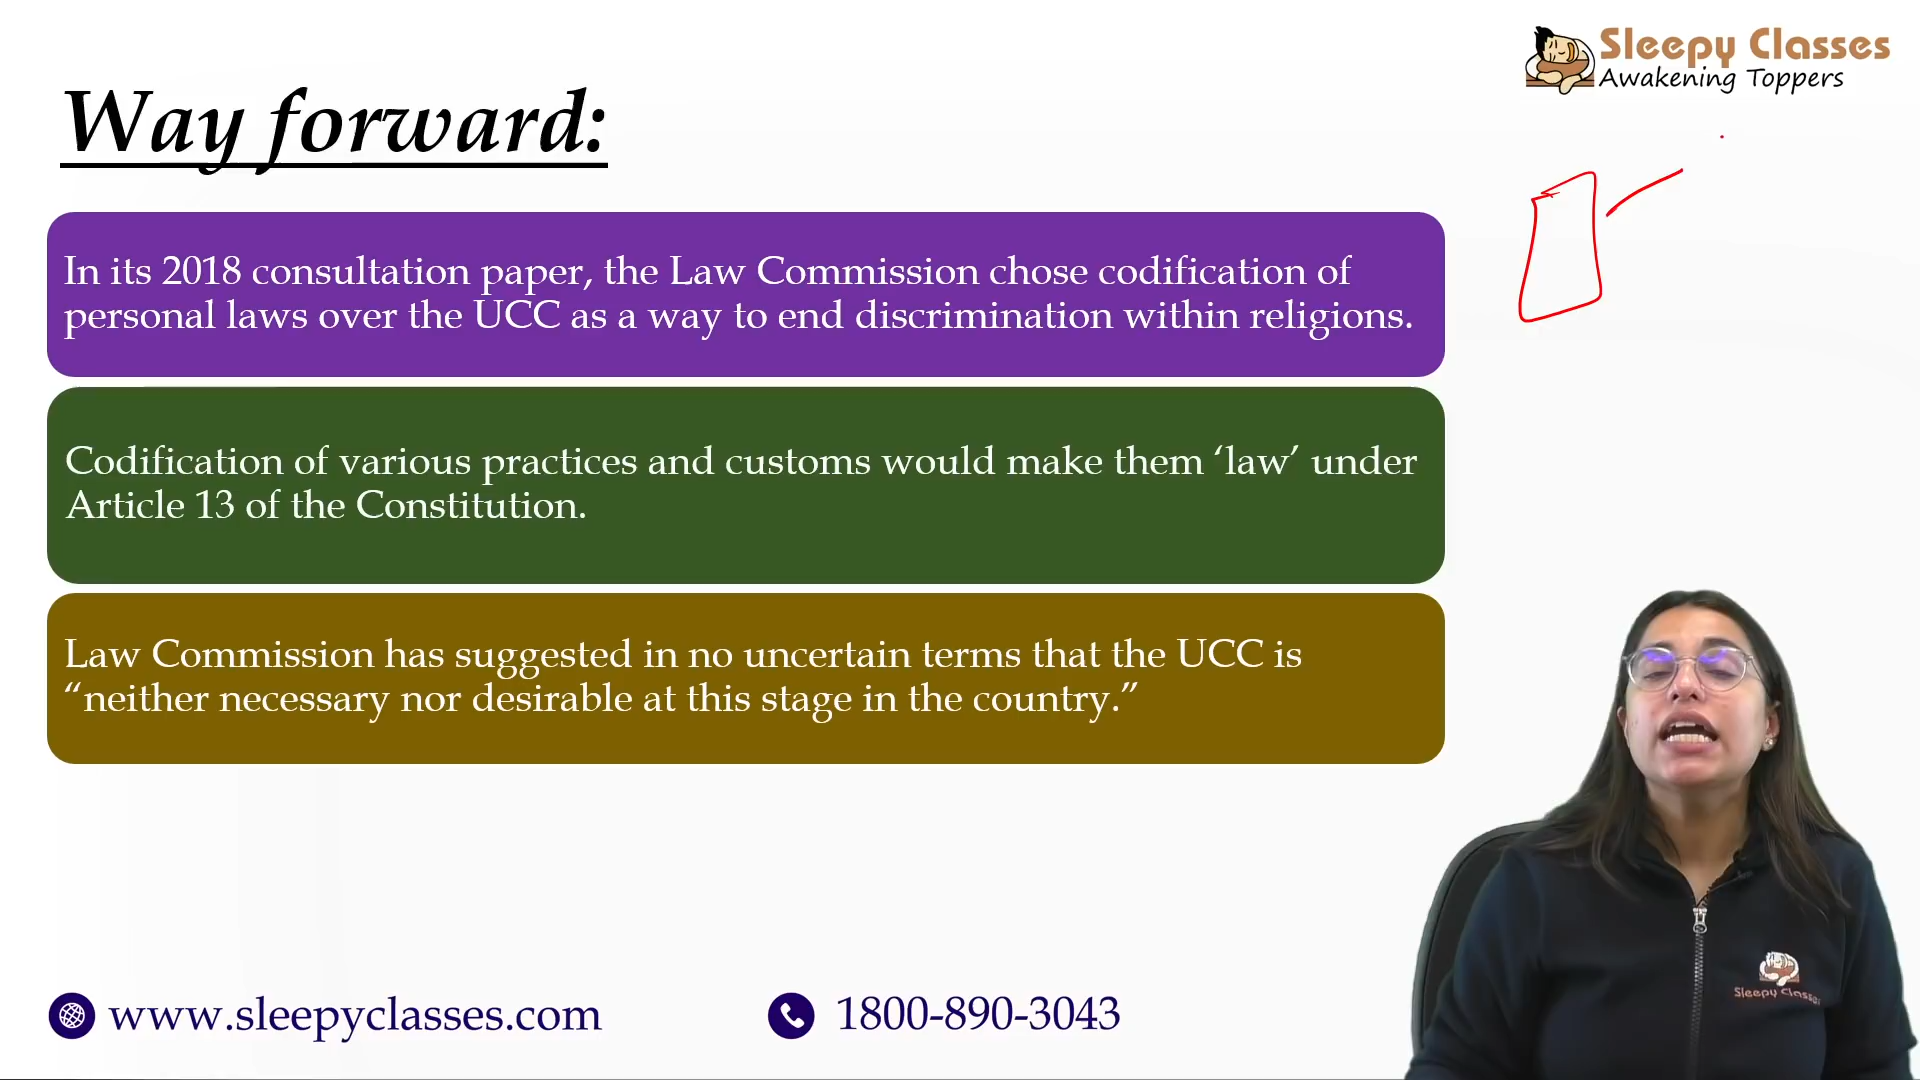 Sleepy Classes
Awakening Toppers
Way forward:
In its 2018 consultation paper, the Law Commission chose codification of
personal laws over the UCC as a way to end discrimination within religions.
Codification of various practices and customs would make them ‘law’ under
Article 13 of the Constitution.
Law Commission has suggested in no uncertain terms that the UCC is
“neither necessary nor desirable at this stage in the country.”
Sleepy Classes
www.sleepyclasses.com
1800-890-3043